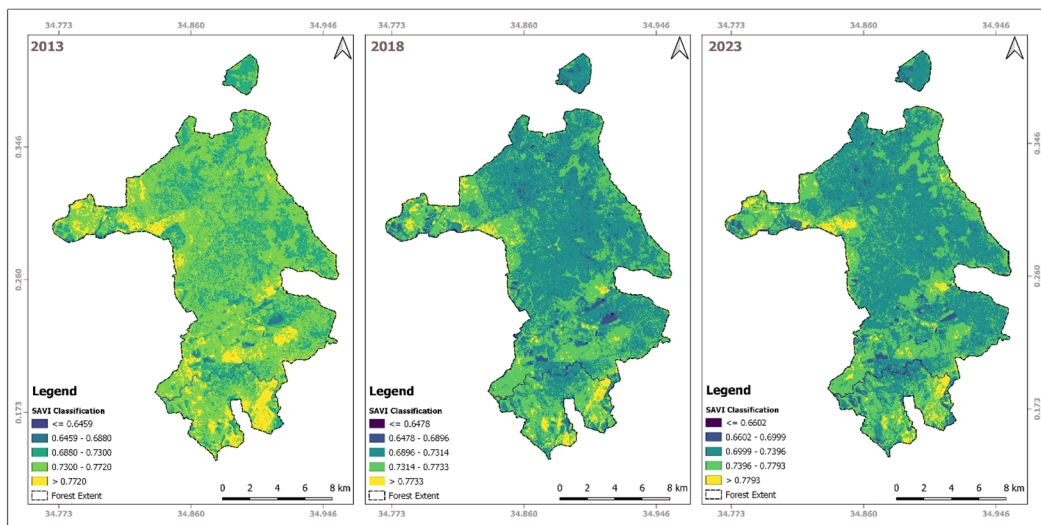 34.773 34.860 34.946 34.773 34.860 34.946 34.773 34.860 34.946
2013
2018
2023
0.346
0.260
0.173
0.346
0.260
0.173
Legend
SAVI Classification
<= 0.6459
0.6459 - 0.6880
0.6880 - 0.7300
0.7300 - 0.7720
> 0.7720
Forest Extent
0 2 4 6 8 km
Legend
SAVI Classification
<= 0.6478
0.6478 - 0.6896
0.6896 - 0.7314
0.7314 - 0.7733
> 0.7733
Forest Extent
0 2 4 6 8 km
Legend
SAVI Classification
<= 0.6602
0.6602 - 0.6999
0.6999 - 0.7396
0.7396 - 0.7793
> 0.7793
Forest Extent
0 2 4 6 8 km
34.773 34.860 34.946 34.773 34.860 34.946 34.773 34.860 34.946